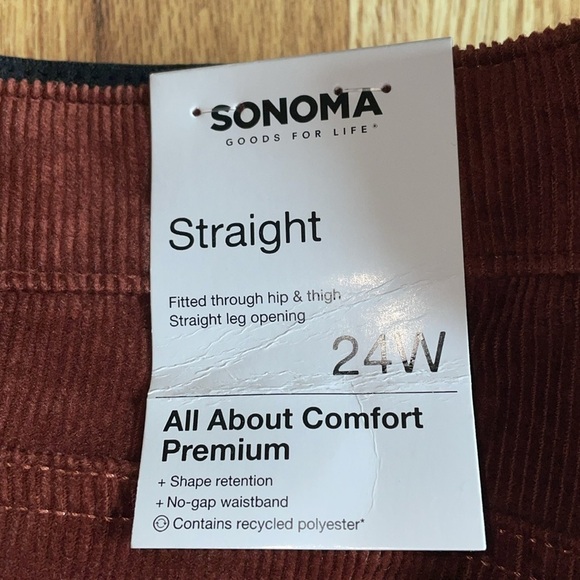 SONOMA
GOODS FOR LIFE®
Straight
Fitted through hip & thigh
Straight leg opening
24W
All About Comfort
Premium
+ Shape retention
+ No-gap waistband
Contains recycled polyester*